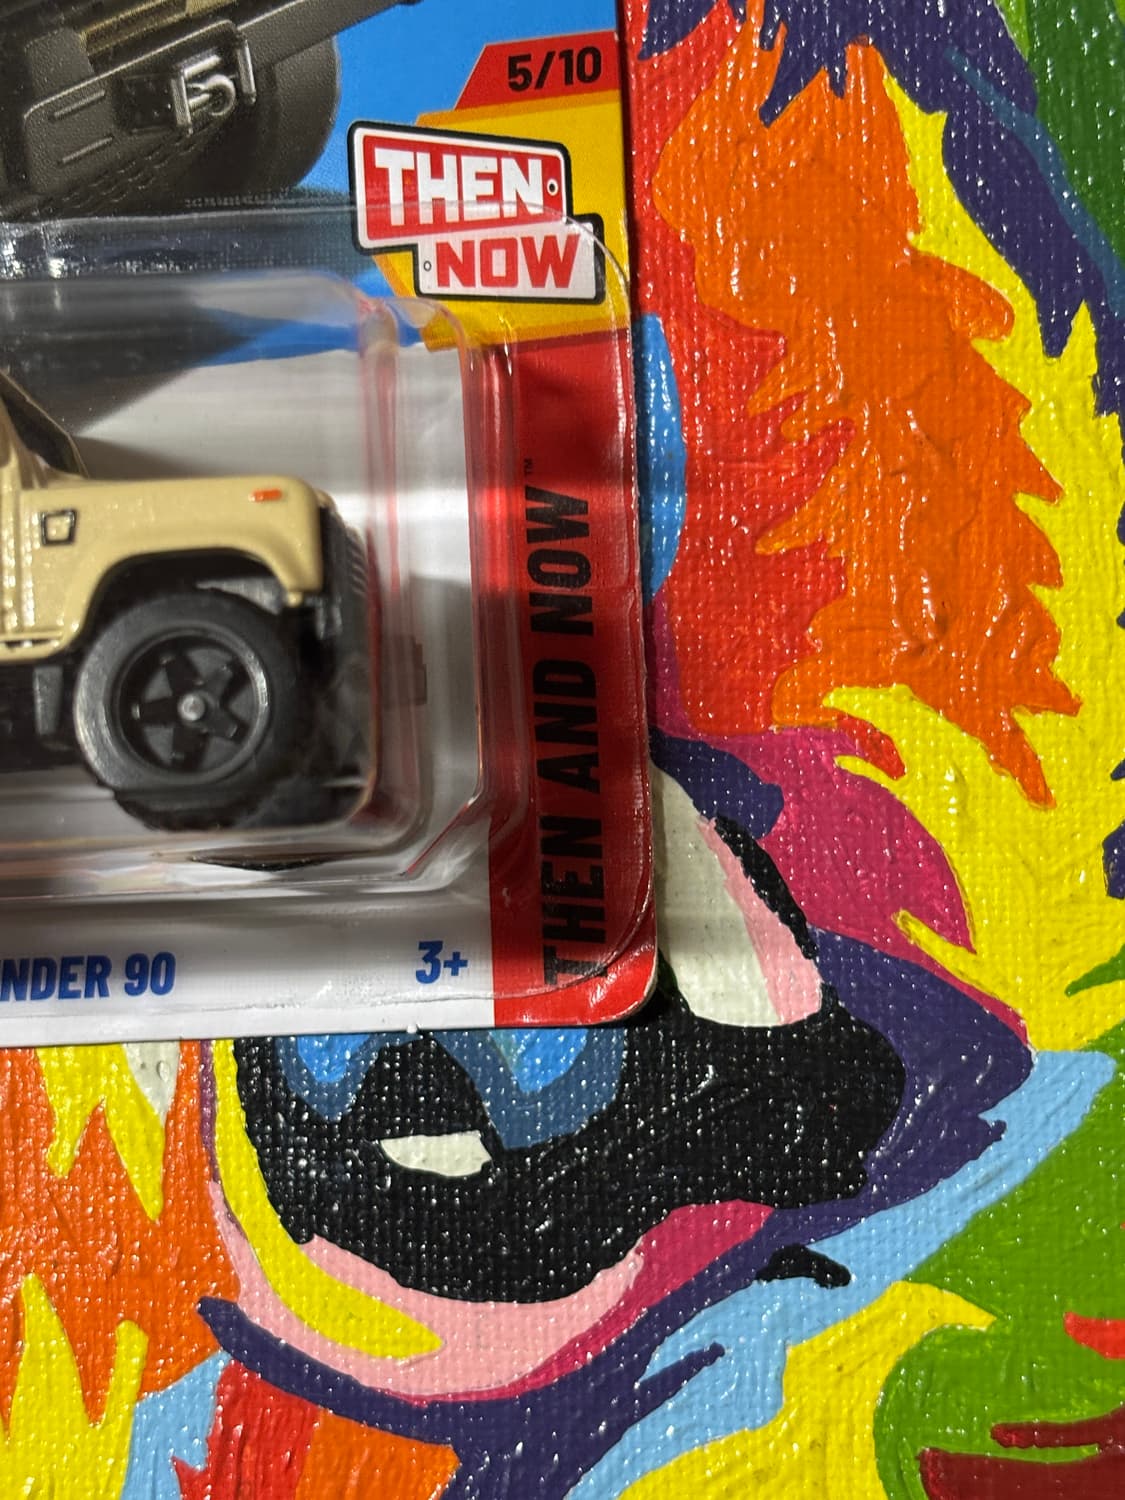 5/10
THEN
NOW
THEN AND NOW™
NDER 90
3+